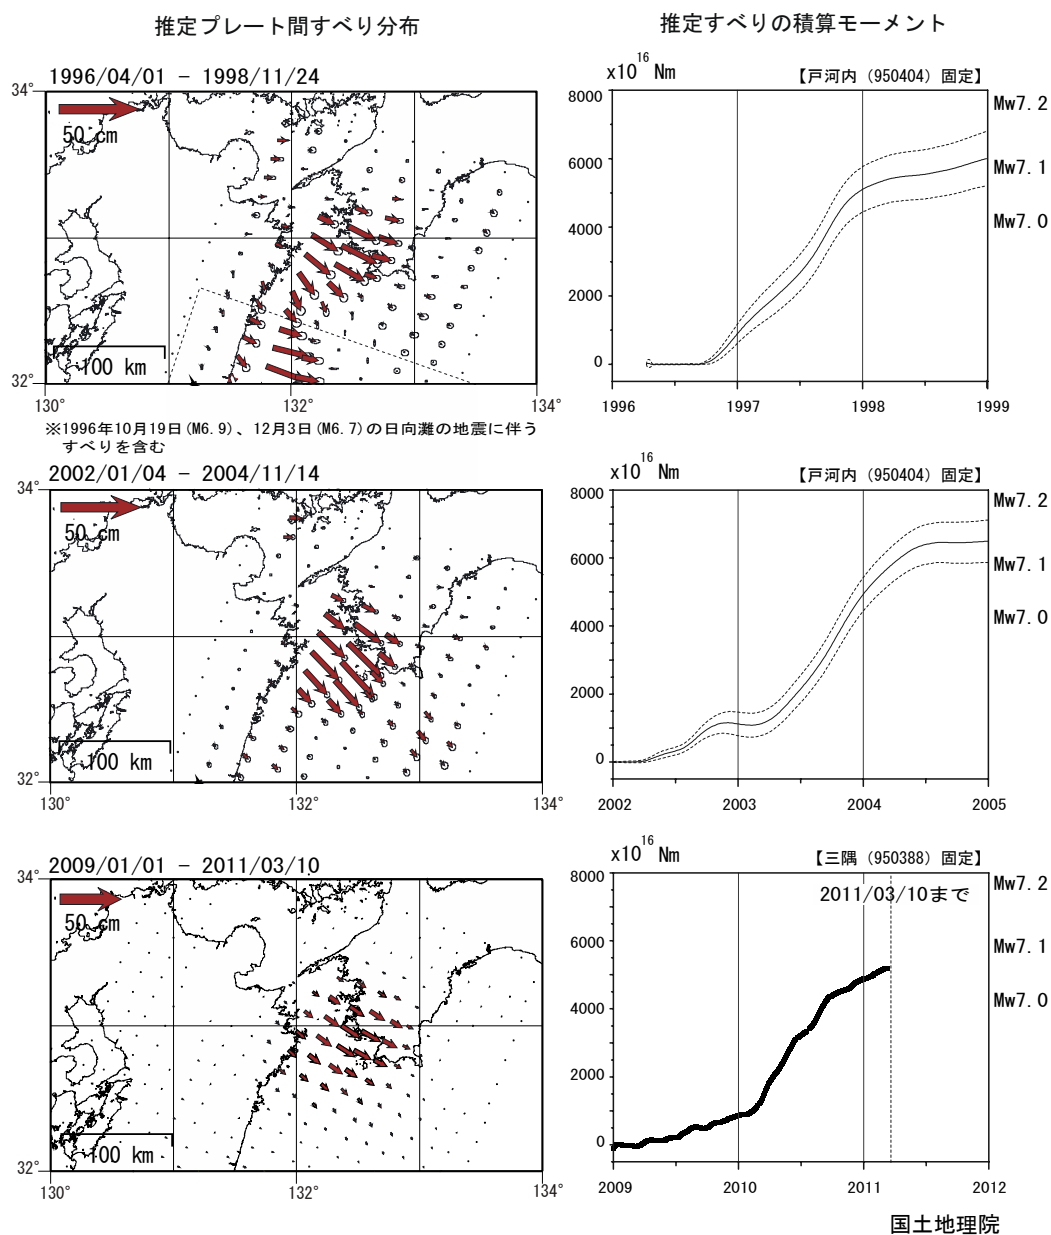 推定プレート間すべり分布
推定すべりの積算モーメント
1996/04/01 − 1998/11/24
34°
50 cm
100 km
32°
130°
132°
134°
※1996年10月19日(M6.9)、12月3日(M6.7)の日向灘の地震に伴う
すべりを含む
x10^16 Nm
【戸河内（950404）固定】
8000
6000
4000
2000
0
1996
1997
1998
1999
Mw7.2
Mw7.1
Mw7.0
2002/01/04 − 2004/11/14
34°
50 cm
100 km
32°
130°
132°
134°
x10^16 Nm
【戸河内（950404）固定】
8000
6000
4000
2000
0
2002
2003
2004
2005
Mw7.2
Mw7.1
Mw7.0
2009/01/01 − 2011/03/10
34°
50 cm
100 km
32°
130°
132°
134°
x10^16 Nm
【三隅（950388）固定】
2011/03/10まで
8000
6000
4000
2000
0
2009
2010
2011
2012
Mw7.2
Mw7.1
Mw7.0
国土地理院